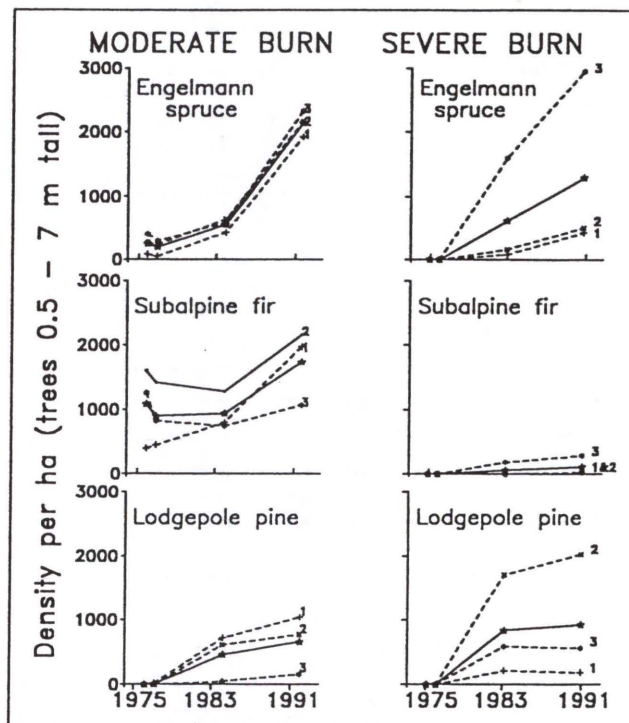 MODERATE BURN SEVERE BURN
Density per ha (trees 0.5 – 7 m tall)
3000
2000
1000
0
Engelmann
spruce
3
2
1
Engelmann
spruce
3
2
1
3000
2000
1000
0
Subalpine fir
2
1
3
Subalpine fir
3
1&2
3000
2000
1000
0
Lodgepole pine
1
2
3
Lodgepole pine
2
3
1
1975 1983 1991
1975 1983 1991